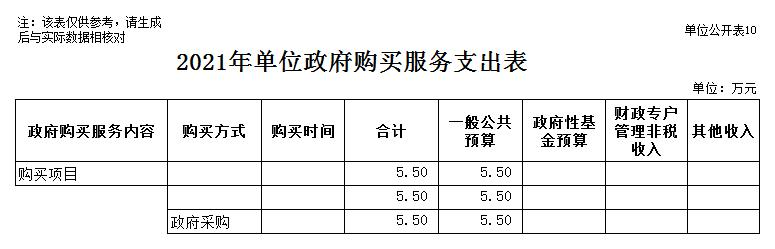 注：该表仅供参考，请生成
后与实际数据相核对
单位公开表10
2021年单位政府购买服务支出表
单位：万元
政府购买服务内容 购买方式 购买时间 合计 一般公共 政府性基 财政专户 其他收入
预算 金预算 管理非税
收入
购买项目 5.50 5.50
5.50 5.50
政府采购 5.50 5.50